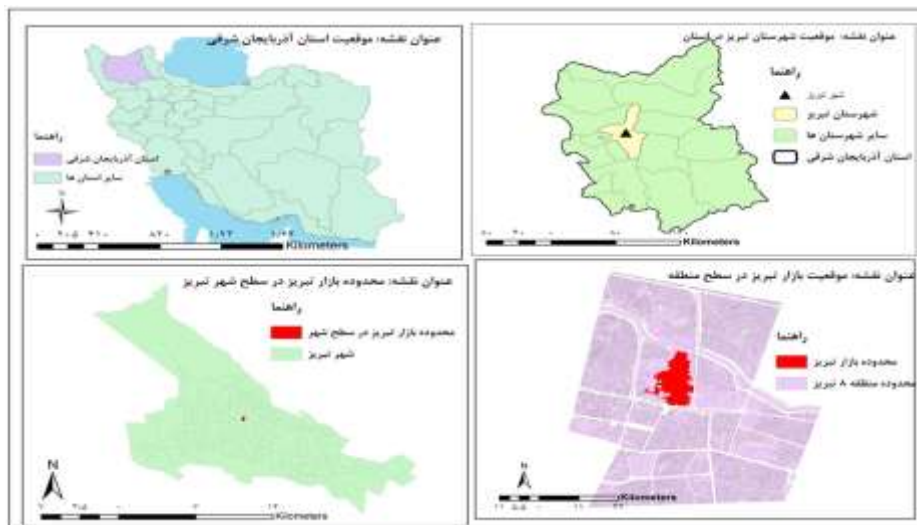 عنوان نقشه: موقعیت استان آذربایجان شرقی
راهنما
استان آذربایجان شرقی
سایر استان ها
Kilometers
عنوان نقشه: موقعیت شهرستان تبریز در استان
راهنما
شهر تبریز
شهرستان تبریز
سایر شهرستان ها
استان آذربایجان شرقی
Kilometers
عنوان نقشه: محدوده بازار تبریز در سطح شهر تبریز
راهنما
محدوده بازار تبریز در سطح شهر
شهر تبریز
N
Kilometers
عنوان نقشه: موقعیت بازار تبریز در سطح منطقه
راهنما
محدوده بازار تبریز
محدوده منطقه ۸ تبریز
N
Kilometers